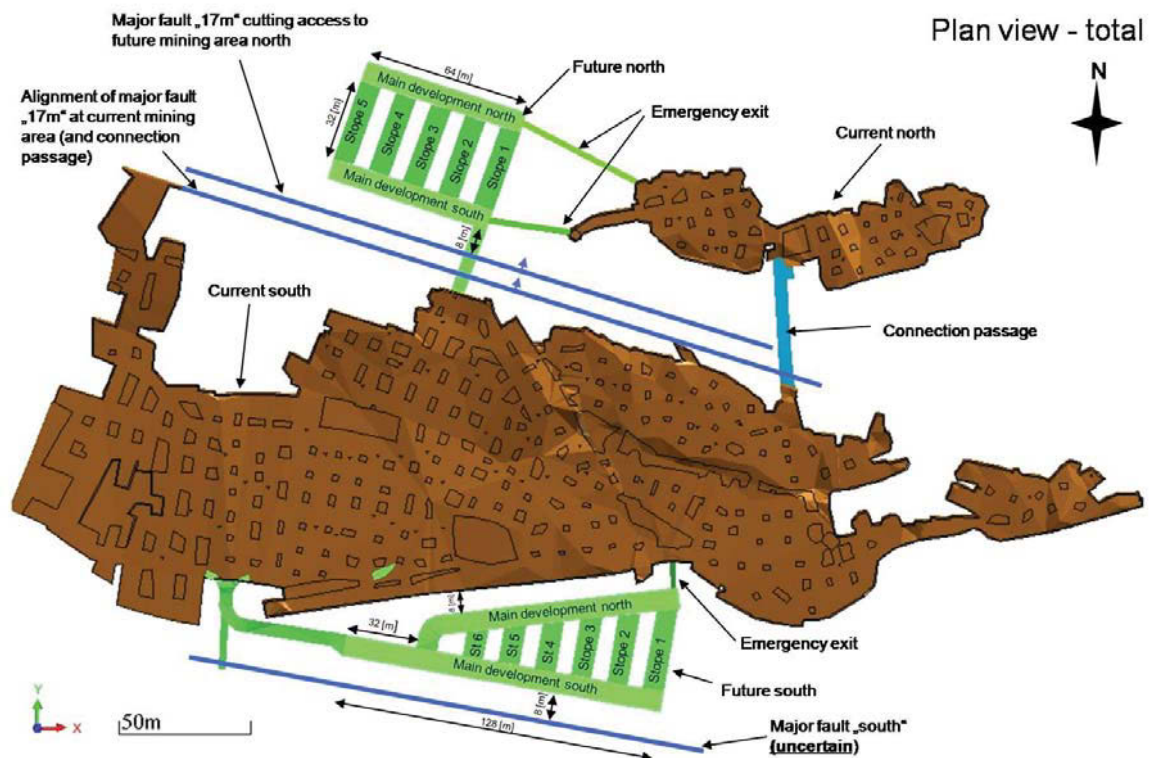 Major fault „17m“ cutting access to
future mining area north
Plan view - total
N
Alignment of major fault
„17m“ at current mining
area (and connection
passage)
64 [m]
Future north
Main development north
32 [m]
Stope 5
Stope 4
Stope 3
Stope 2
Stope 1
Main development south
8 [m]
Emergency exit
Current north
Current south
Connection passage
8 [m]
Main development north
32 [m]
St 6
St 5
St 4
Stope 3
Stope 2
Stope 1
Main development south
8 [m]
128 [m]
Emergency exit
Future south
Major fault „south“
(uncertain)
Y
X
50m